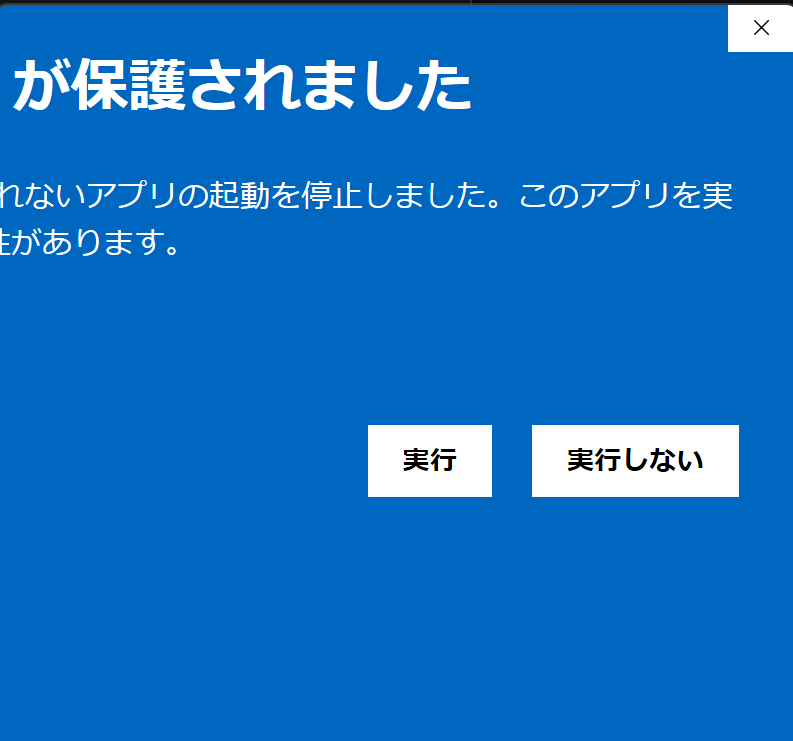 が保護されました
れないアプリの起動を停止しました。このアプリを実
性があります。
実行
実行しない